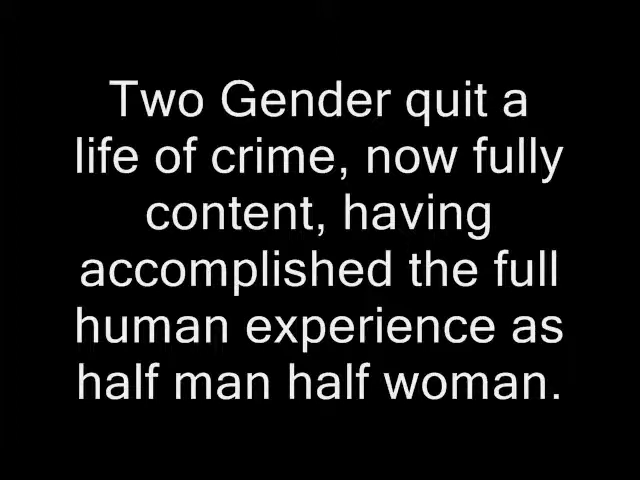 Two Gender quit a
life of crime, now fully
content, having
accomplished the full
human experience as
half man half woman.